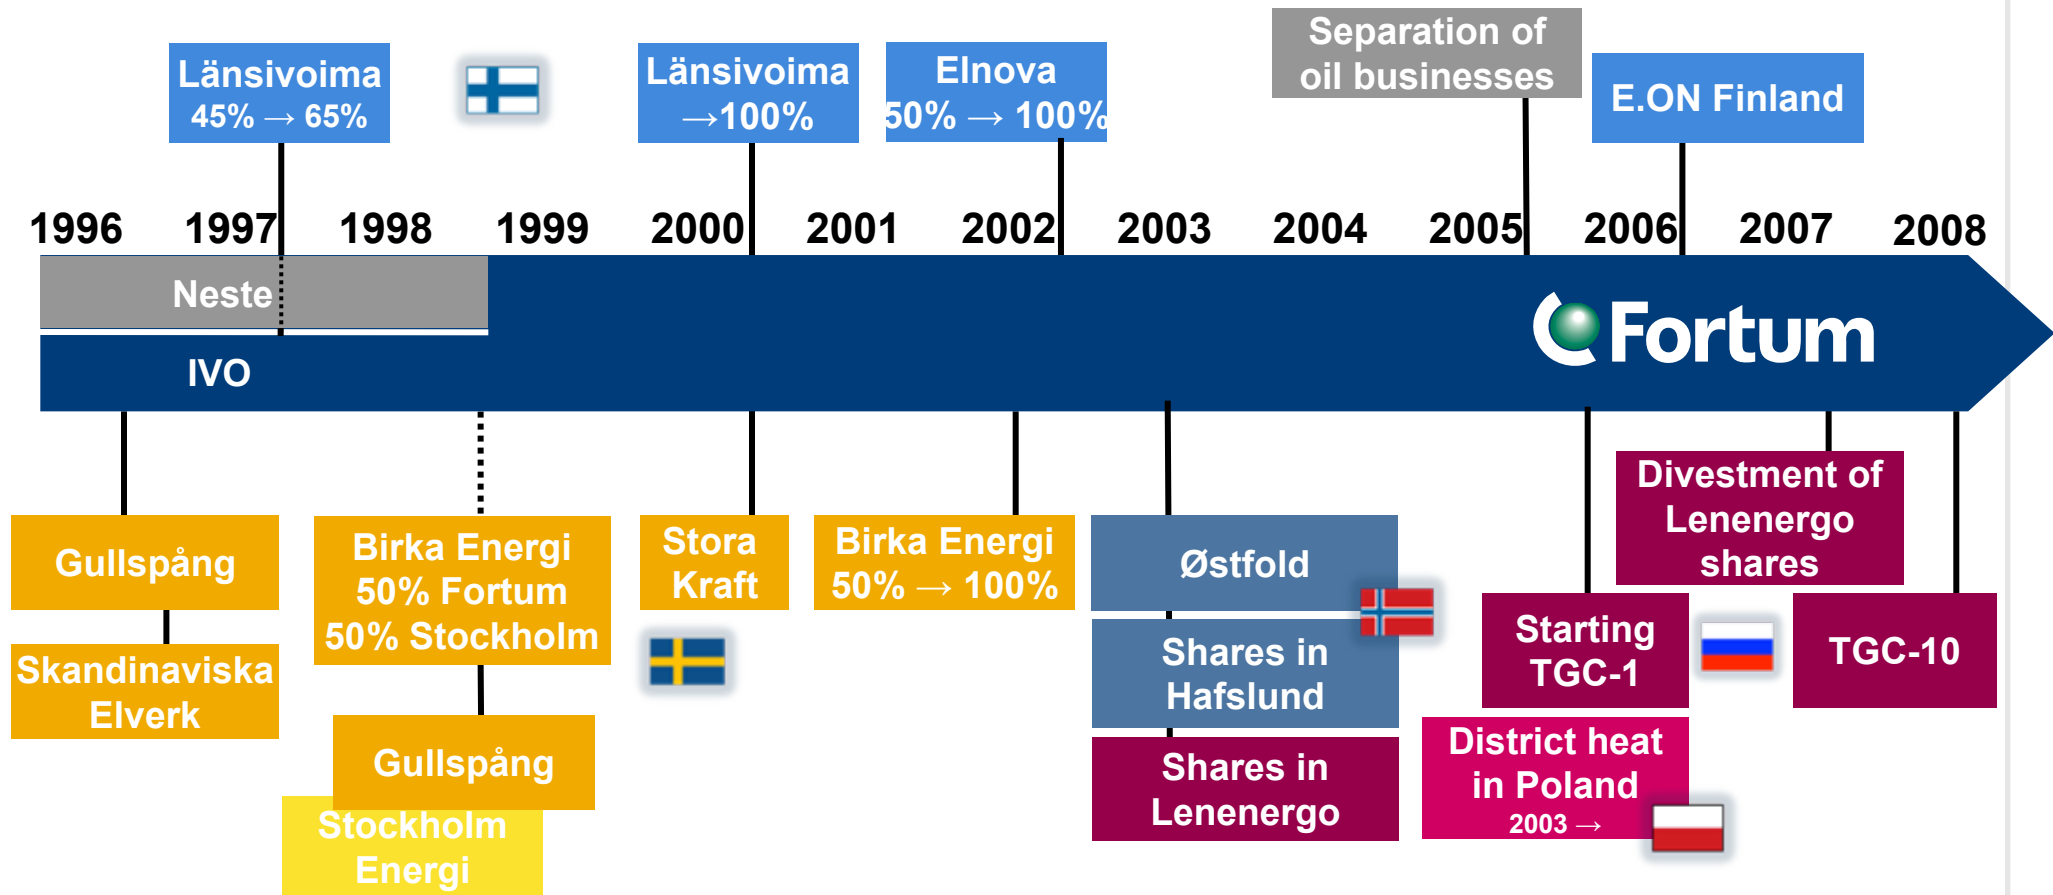 Länsivoima
45% → 65%
Länsivoima
→100%
Elnova
50% → 100%
Separation of
oil businesses
E.ON Finland
1996 1997 1998 1999 2000 2001 2002 2003 2004 2005 2006 2007 2008
Neste
IVO
Fortum
Gullspång
Skandinaviska
Elverk
Birka Energi
50% Fortum
50% Stockholm
Gullspång
Stockholm
Energi
Stora
Kraft
Birka Energi
50% → 100%
Østfold
Shares in
Hafslund
Shares in
Lenenergo
Starting
TGC-1
District heat
in Poland
2003 →
Divestment of
Lenenergo
shares
TGC-10